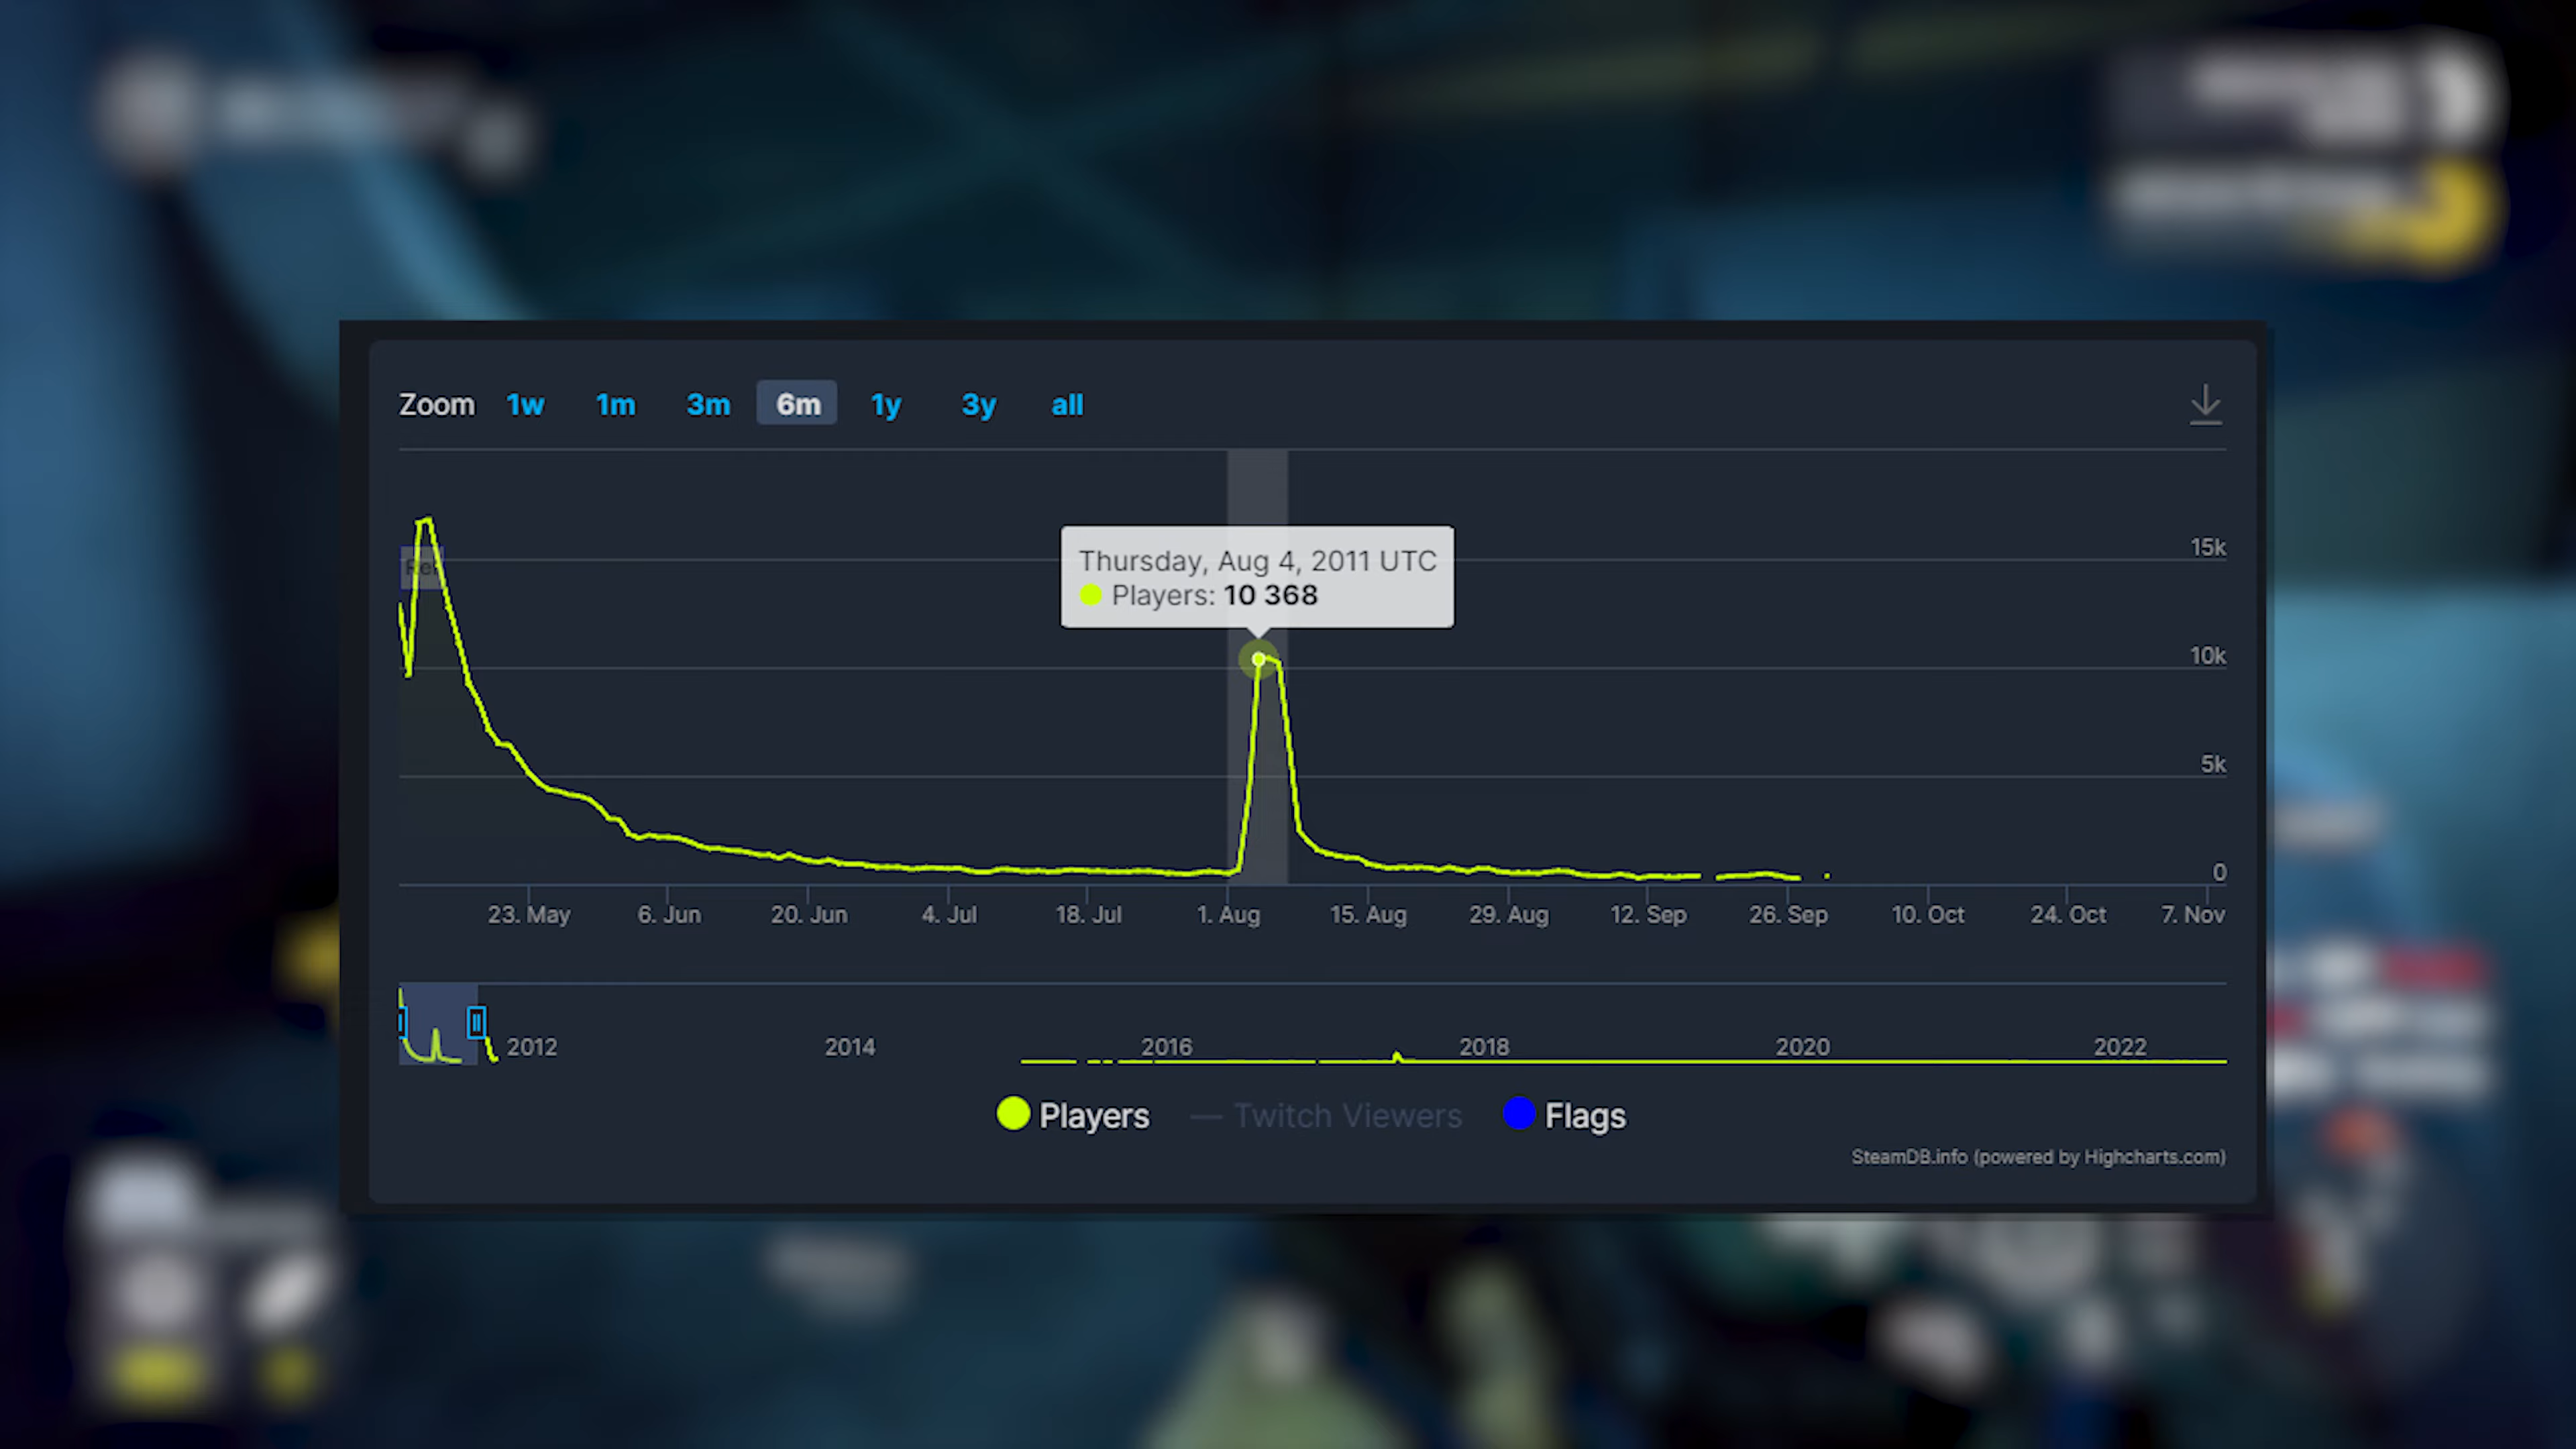 Zoom 1w 1m 3m 6m 1y 3y all
15k
Thursday, Aug 4, 2011 UTC
Players: 10 368
10k
5k
0
23. May 6. Jun 20. Jun 4. Jul 18. Jul 1. Aug 15. Aug 29. Aug 12. Sep 26. Sep 10. Oct 24. Oct 7. Nov
2012 2014 2016 2018 2020 2022
Players Twitch Viewers Flags
SteamDB.info (powered by Highcharts.com)